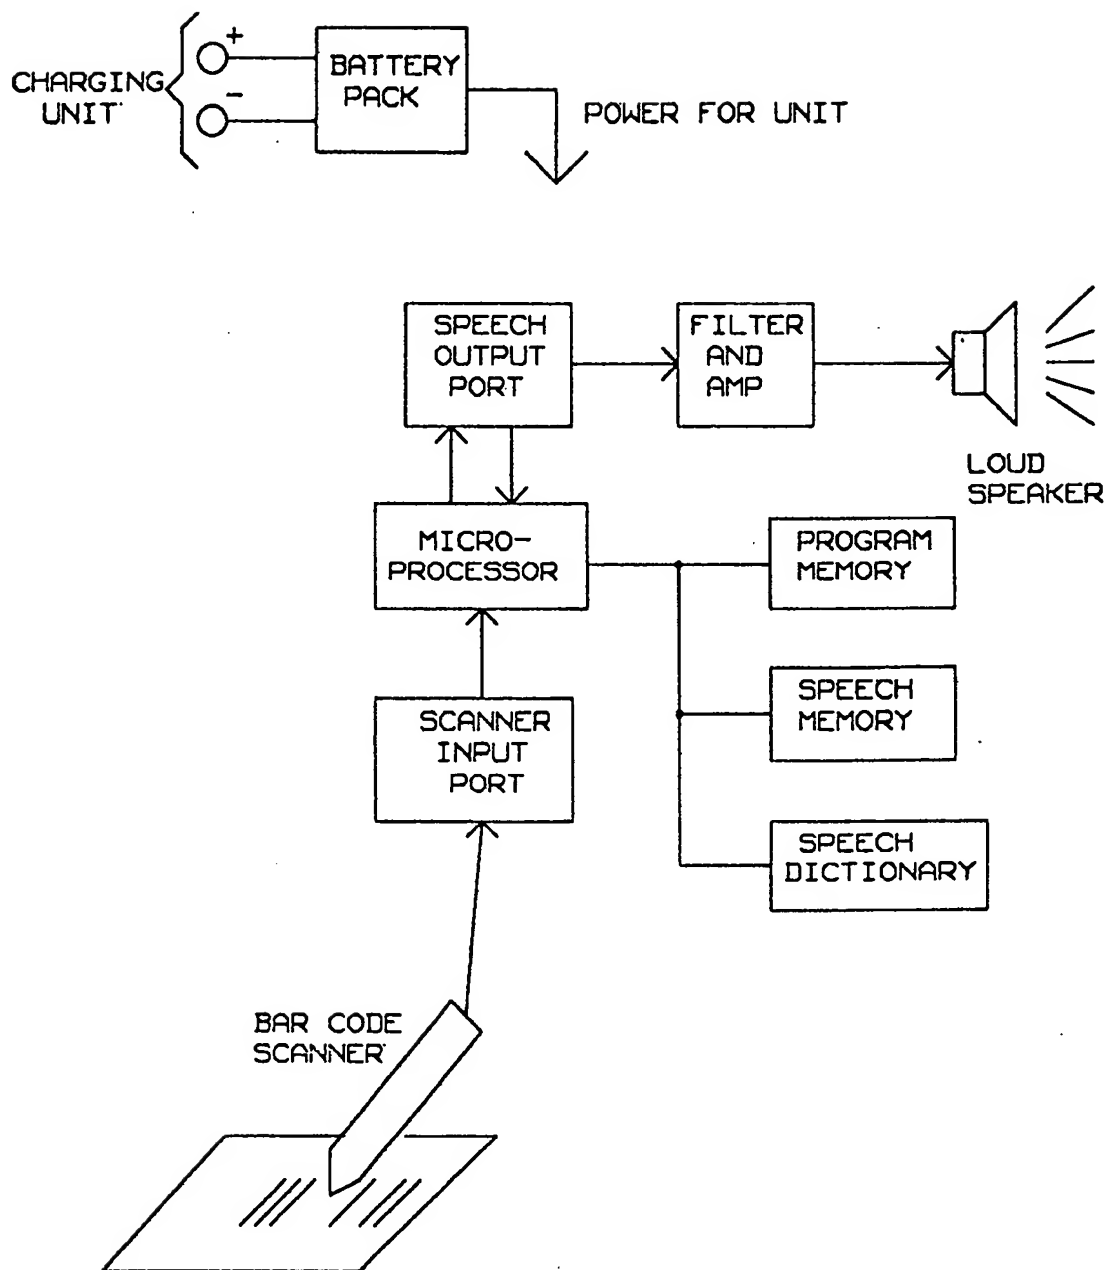 +
CHARGING
UNIT
-
BATTERY
PACK
POWER FOR UNIT
SPEECH
OUTPUT
PORT
FILTER
AND
AMP
LOUD
SPEAKER
MICRO-
PROCESSOR
PROGRAM
MEMORY
SPEECH
MEMORY
SCANNER
INPUT
PORT
SPEECH
DICTIONARY
BAR CODE
SCANNER